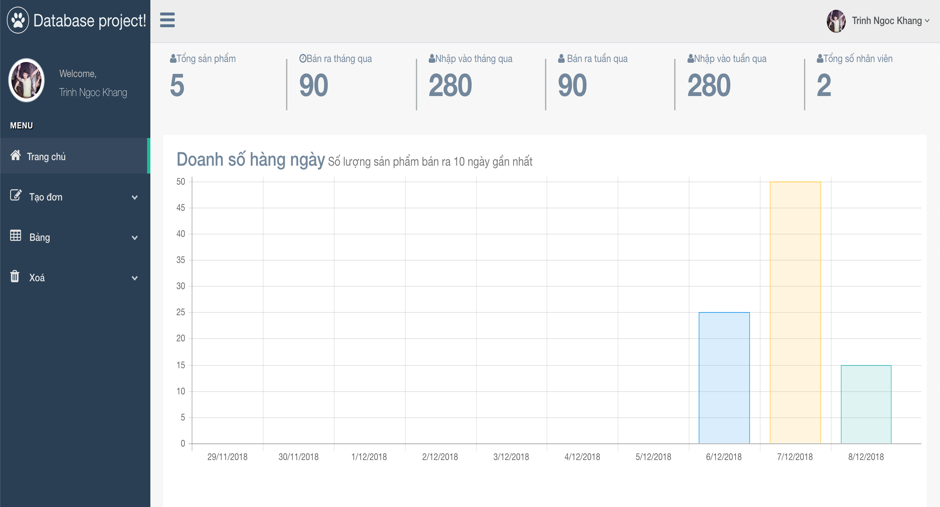 Database project!
Trinh Ngoc Khang
Welcome,
Trinh Ngoc Khang
MENU
Trang chủ
Tạo đơn
Bảng
Xoá
Tổng sản phẩm
5
Bán ra tháng qua
90
Nhập vào tháng qua
280
Bán ra tuần qua
90
Nhập vào tuần qua
280
Tổng số nhân viên
2
Doanh số hàng ngày Số lượng sản phẩm bán ra 10 ngày gần nhất
50
45
40
35
30
25
20
15
10
5
0
29/11/2018 30/11/2018 1/12/2018 2/12/2018 3/12/2018 4/12/2018 5/12/2018 6/12/2018 7/12/2018 8/12/2018